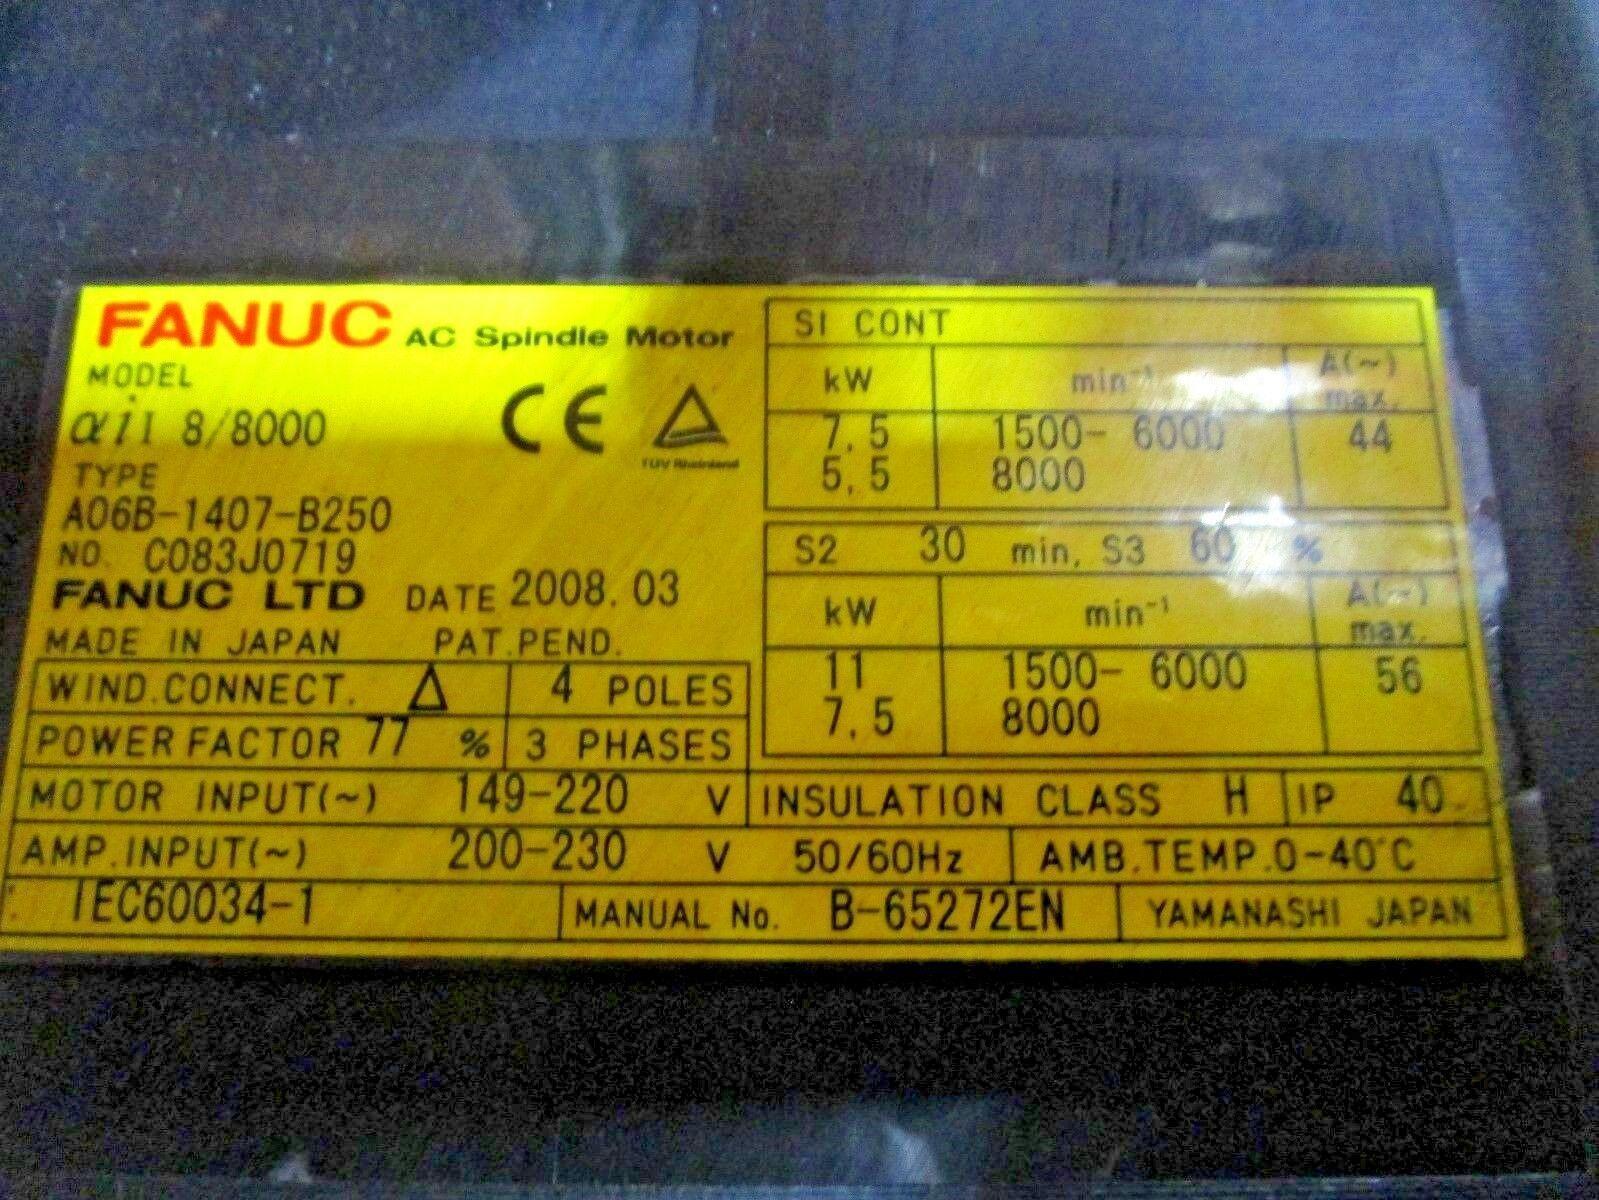 FANUC AC Spindle Motor
MODEL
αiI 8/8000
CE
TÜV Rheinland
TYPE
A06B-1407-B250
NO. C083J0719
FANUC LTD DATE 2008.03
MADE IN JAPAN PAT.PEND.
WIND.CONNECT. Δ 4 POLES
POWER FACTOR 77 % 3 PHASES
SI CONT
kW min⁻¹ A(~) max.
7.5 1500- 6000 44
5.5 8000
S2 30 min. S3 60 %
kW min⁻¹ A(~) max.
11 1500- 6000 56
7.5 8000
MOTOR INPUT(~) 149-220 V INSULATION CLASS H IP 40
AMP.INPUT(~) 200-230 V 50/60Hz AMB.TEMP.0-40°C
IEC60034-1 MANUAL No. B-65272EN YAMANASHI JAPAN